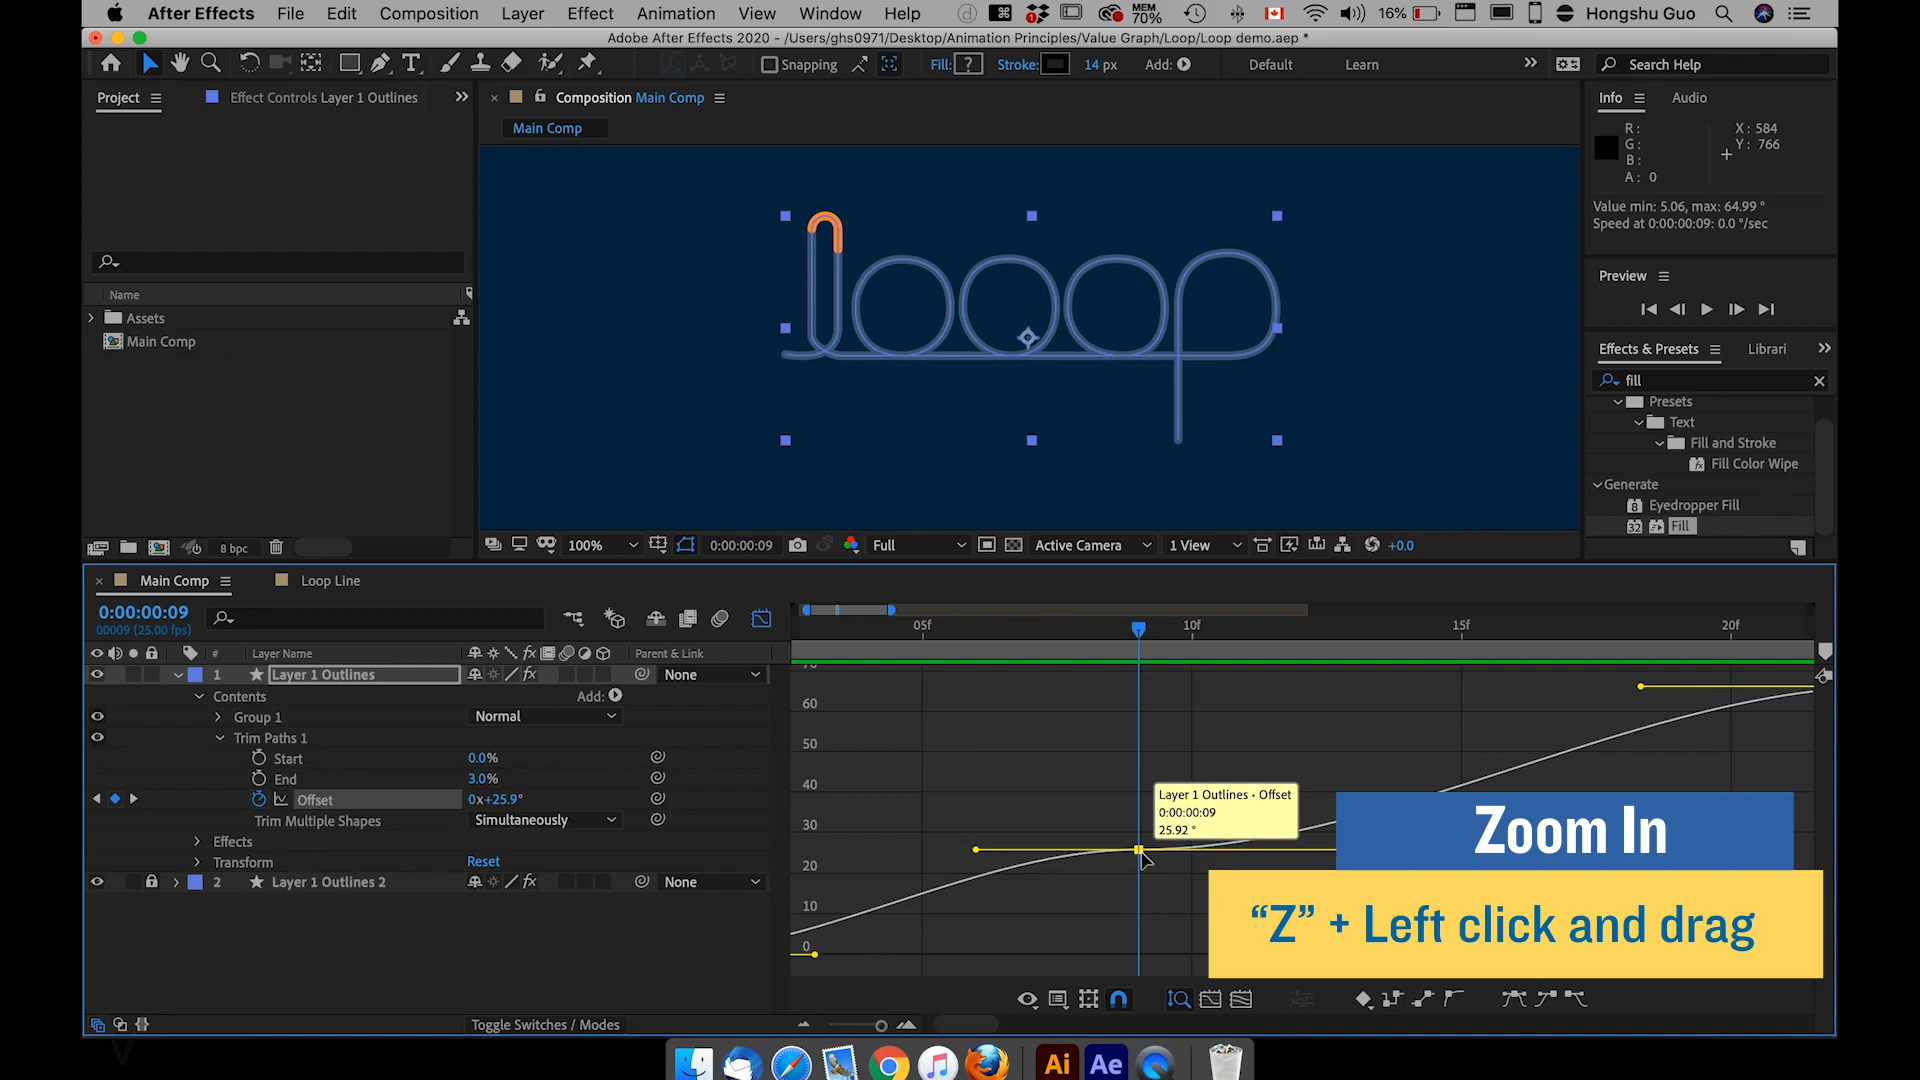 After Effects File Edit Composition Layer Effect Animation View Window Help MEM 70% 16% Hongshu Guo
Adobe After Effects 2020 - /Users/ghs0971/Desktop/Animation Principles/Value Graph/Loop/Loop demo.aep *
Snapping Fill: ? Stroke: 14 px Add: Default Learn Search Help
Project Effect Controls Layer 1 Outlines
Composition Main Comp
Main Comp
Name
Assets
Main Comp
8 bpc
looop
100% 0:00:00:09 Full Active Camera 1 View +0.0
Info Audio
R: X: 584
G: Y: 766
B:
A: 0
Value min: 5.06, max: 64.99 °
Speed at 0:00:00:09: 0.0 °/sec
Preview
Effects & Presets Librari
fill
Presets
Text
Fill and Stroke
Fill Color Wipe
Generate
Eyedropper Fill
Fill
Main Comp Loop Line
0:00:00:09
00009 (25.00 fps)
# Layer Name Parent & Link
1 Layer 1 Outlines None
Contents Add:
Group 1 Normal
Trim Paths 1
Start 0.0%
End 3.0%
Offset 0x+25.9°
Trim Multiple Shapes Simultaneously
Effects
Transform Reset
2 Layer 1 Outlines 2 None
Toggle Switches / Modes
05f 10f 15f 20f
70
60
50
40
30
20
10
0
Layer 1 Outlines • Offset
0:00:00:09
25.92 °
Zoom In
“Z” + Left click and drag
Ai Ae